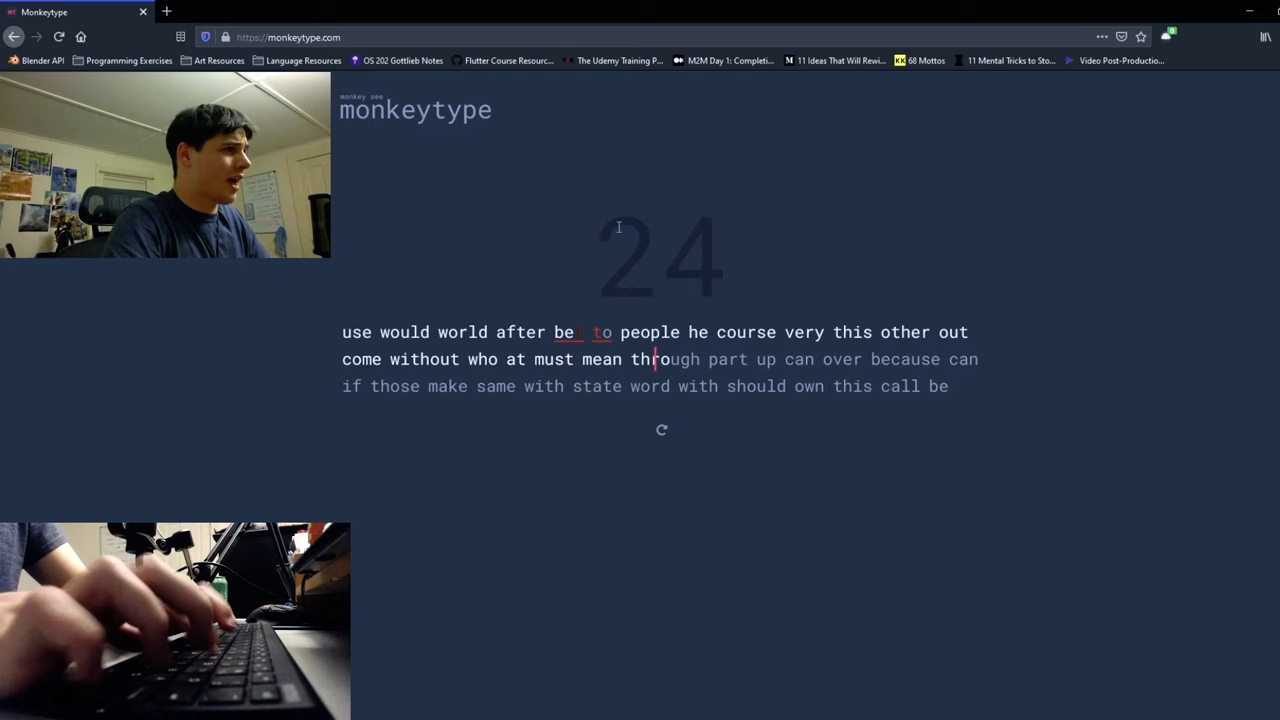 Monkeytype
https://monkeytype.com
Blender API Programming Exercises Art Resources Language Resources OS 202 Gottlieb Notes Flutter Course Resourc... The Udemy Training P... M2M Day 1: Completi... 11 Ideas That Will Rewi... KK 68 Mottos 11 Mental Tricks to Sto... Video Post-Productio...
monkey see
monkeytype
24
use would world after bet to people he course very this other out
come without who at must mean through part up can over because can
if those make same with state word with should own this call be